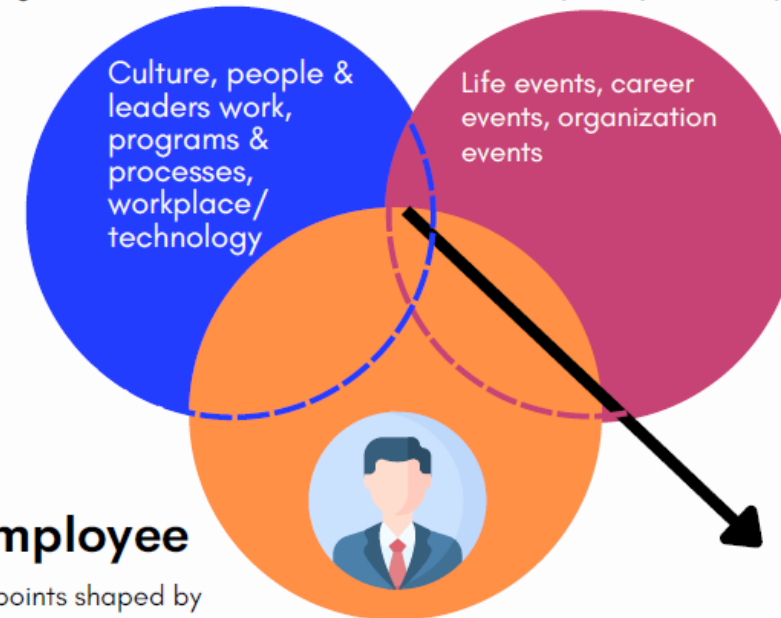 Culture, people &
leaders work,
programs &
processes,
workplace/
technology
Life events, career
events, organization
events
mployee
points shaped by